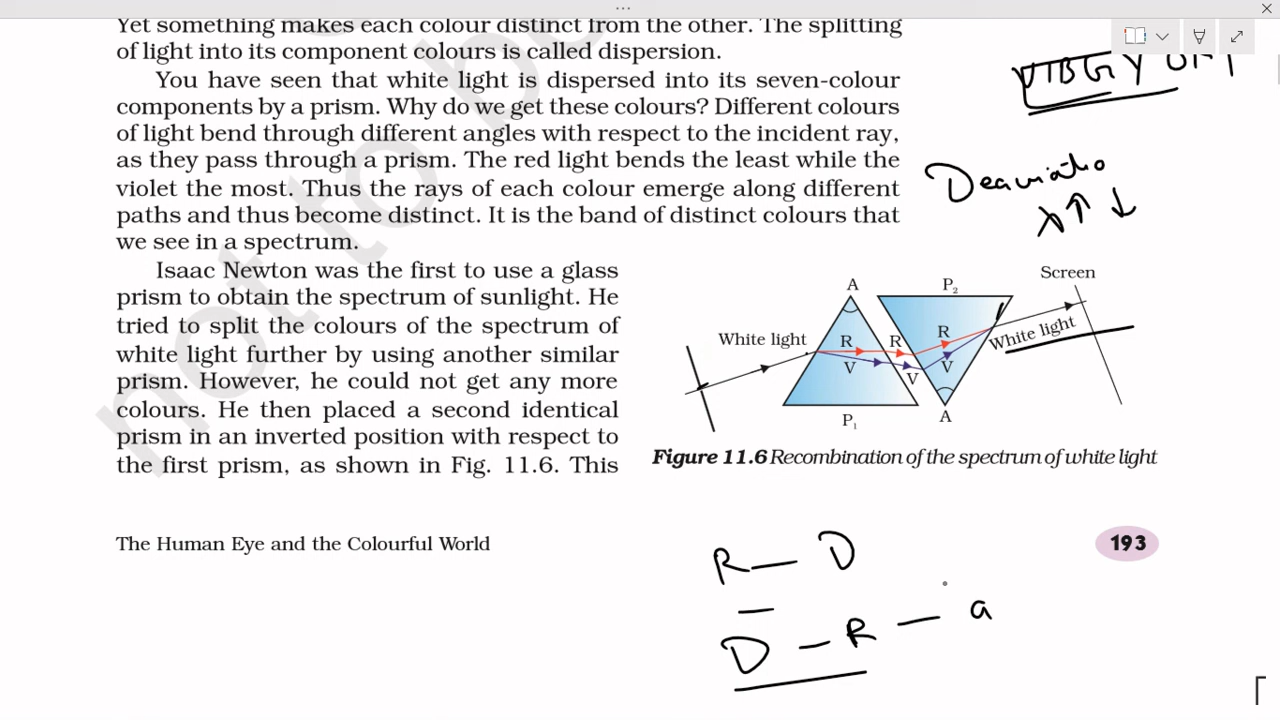 Yet something makes each colour distinct from the other. The splitting
of light into its component colours is called dispersion.
You have seen that white light is dispersed into its seven-colour
components by a prism. Why do we get these colours? Different colours
of light bend through different angles with respect to the incident ray,
as they pass through a prism. The red light bends the least while the
violet the most. Thus the rays of each colour emerge along different
paths and thus become distinct. It is the band of distinct colours that
we see in a spectrum.
Isaac Newton was the first to use a glass
prism to obtain the spectrum of sunlight. He
tried to split the colours of the spectrum of
white light further by using another similar
prism. However, he could not get any more
colours. He then placed a second identical
prism in an inverted position with respect to
the first prism, as shown in Fig. 11.6. This
VIBGYOR
Deaviatio
λ ↑ ↓
Screen
A
P₂
White light
R
R
R
White light
V
V
V
P₁
A
Figure 11.6 Recombination of the spectrum of white light
The Human Eye and the Colourful World
193
R — D
D – R — a
not to b